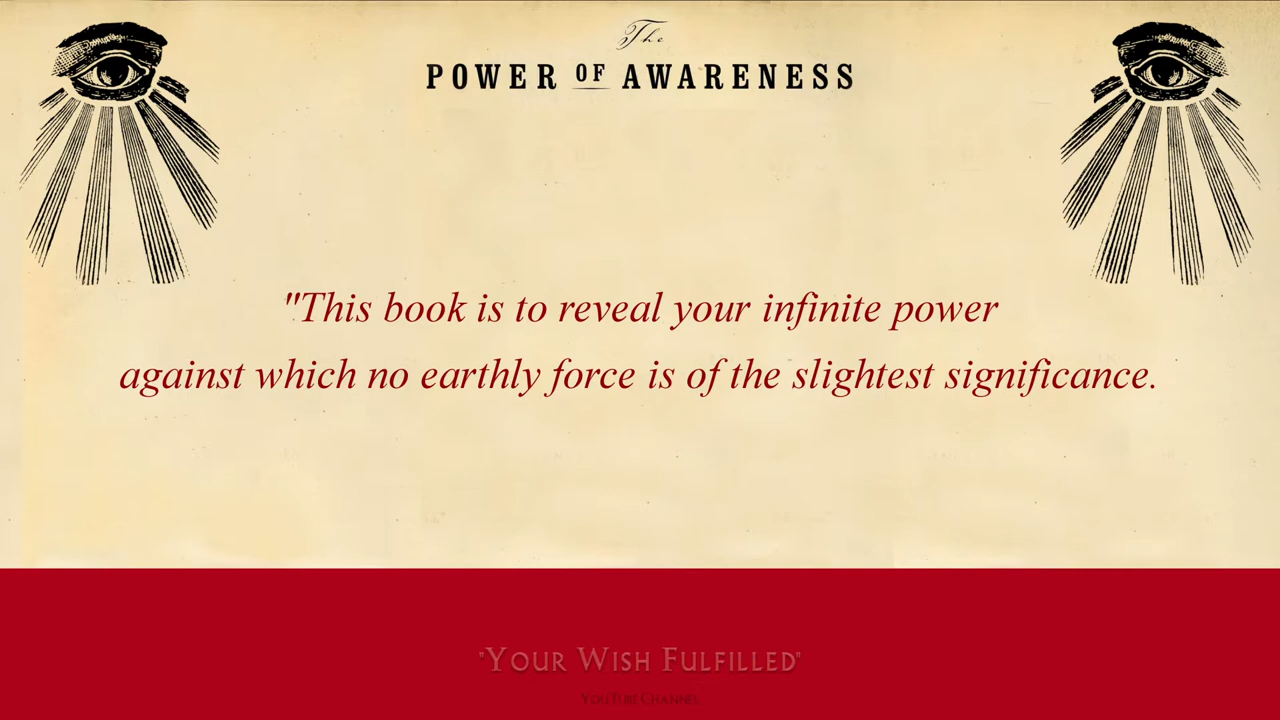 The
POWER OF AWARENESS
"This book is to reveal your infinite power
against which no earthly force is of the slightest significance.
"Your Wish Fulfilled"
YouTube Channel